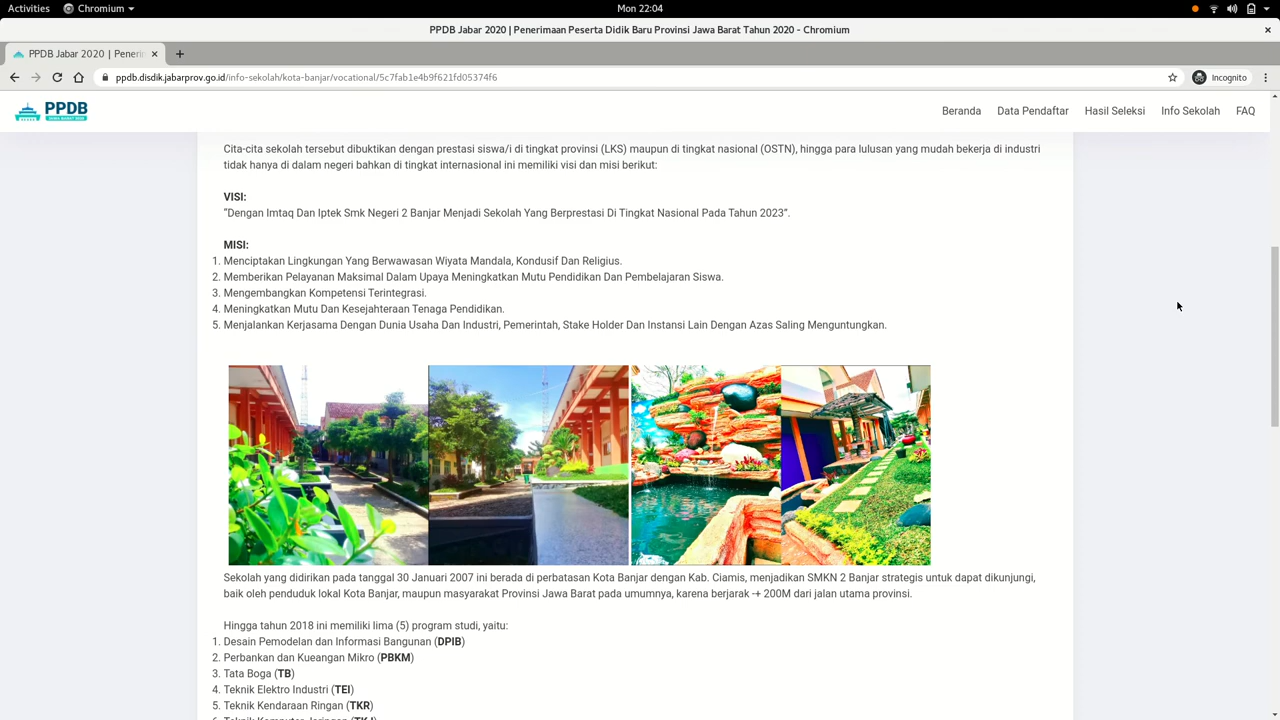 Activities Chromium Mon 22:04
PPDB Jabar 2020 | Penerimaan Peserta Didik Baru Provinsi Jawa Barat Tahun 2020 - Chromium
PPDB Jabar 2020 | Peneri
ppdb.disdik.jabarprov.go.id/info-sekolah/kota-banjar/vocational/5c7fab1e4b9f621fd05374f6 Incognito
PPDB Beranda Data Pendaftar Hasil Seleksi Info Sekolah FAQ
JAWA BARAT 2020
Cita-cita sekolah tersebut dibuktikan dengan prestasi siswa/i di tingkat provinsi (LKS) maupun di tingkat nasional (OSTN), hingga para lulusan yang mudah bekerja di industri
tidak hanya di dalam negeri bahkan di tingkat internasional ini memiliki visi dan misi berikut:
VISI:
“Dengan Imtaq Dan Iptek Smk Negeri 2 Banjar Menjadi Sekolah Yang Berprestasi Di Tingkat Nasional Pada Tahun 2023”.
MISI:
1. Menciptakan Lingkungan Yang Berwawasan Wiyata Mandala, Kondusif Dan Religius.
2. Memberikan Pelayanan Maksimal Dalam Upaya Meningkatkan Mutu Pendidikan Dan Pembelajaran Siswa.
3. Mengembangkan Kompetensi Terintegrasi.
4. Meningkatkan Mutu Dan Kesejahteraan Tenaga Pendidikan.
5. Menjalankan Kerjasama Dengan Dunia Usaha Dan Industri, Pemerintah, Stake Holder Dan Instansi Lain Dengan Azas Saling Menguntungkan.
Sekolah yang didirikan pada tanggal 30 Januari 2007 ini berada di perbatasan Kota Banjar dengan Kab. Ciamis, menjadikan SMKN 2 Banjar strategis untuk dapat dikunjungi,
baik oleh penduduk lokal Kota Banjar, maupun masyarakat Provinsi Jawa Barat pada umumnya, karena berjarak -+ 200M dari jalan utama provinsi.
Hingga tahun 2018 ini memiliki lima (5) program studi, yaitu:
1. Desain Pemodelan dan Informasi Bangunan (DPIB)
2. Perbankan dan Kueangan Mikro (PBKM)
3. Tata Boga (TB)
4. Teknik Elektro Industri (TEI)
5. Teknik Kendaraan Ringan (TKR)
6. Teknik Komputer Jaringan (TKJ)